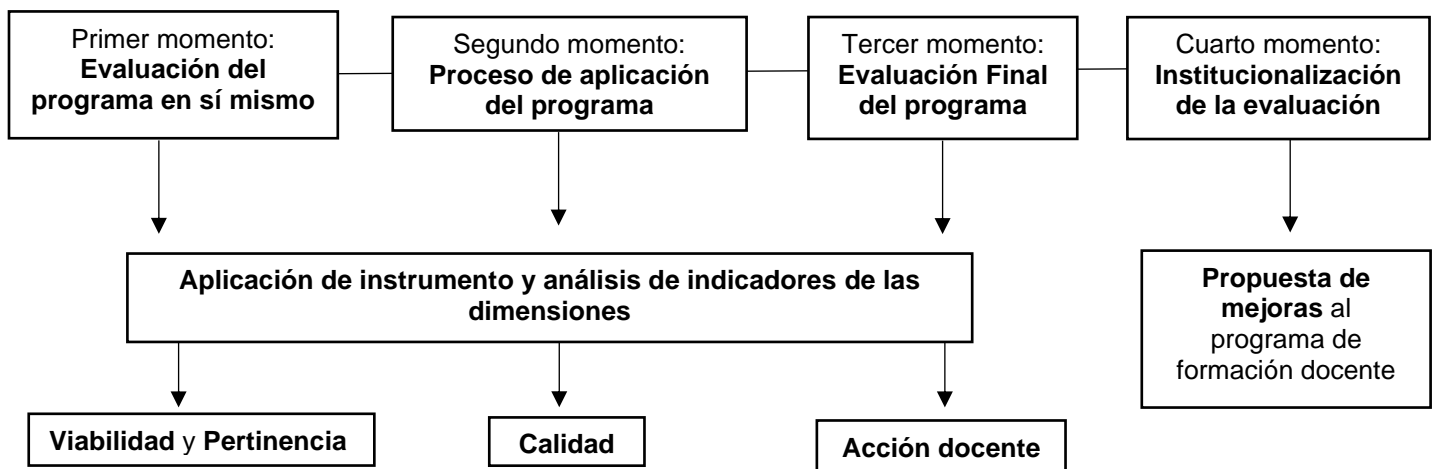 Primer momento:
Evaluación del
programa en sí mismo
Segundo momento:
Proceso de aplicación
del programa
Tercer momento:
Evaluación Final
del programa
Cuarto momento:
Institucionalización
de la evaluación
Aplicación de instrumento y análisis de indicadores de las
dimensiones
Propuesta de
mejoras al
programa de
formación docente
Viabilidad y Pertinencia
Calidad
Acción docente